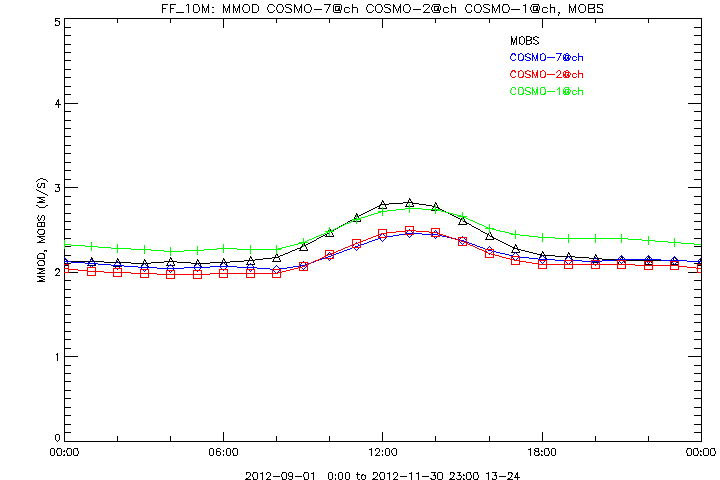 FF_10M: MMOD COSMO-7@ch COSMO-2@ch COSMO-1@ch, MOBS
MOBS
COSMO-7@ch
COSMO-2@ch
COSMO-1@ch
MMOD, MOBS (M/S)
5
4
3
2
1
0
00:00 06:00 12:00 18:00 00:00
2012-09-01 0:00 to 2012-11-30 23:00 13-24